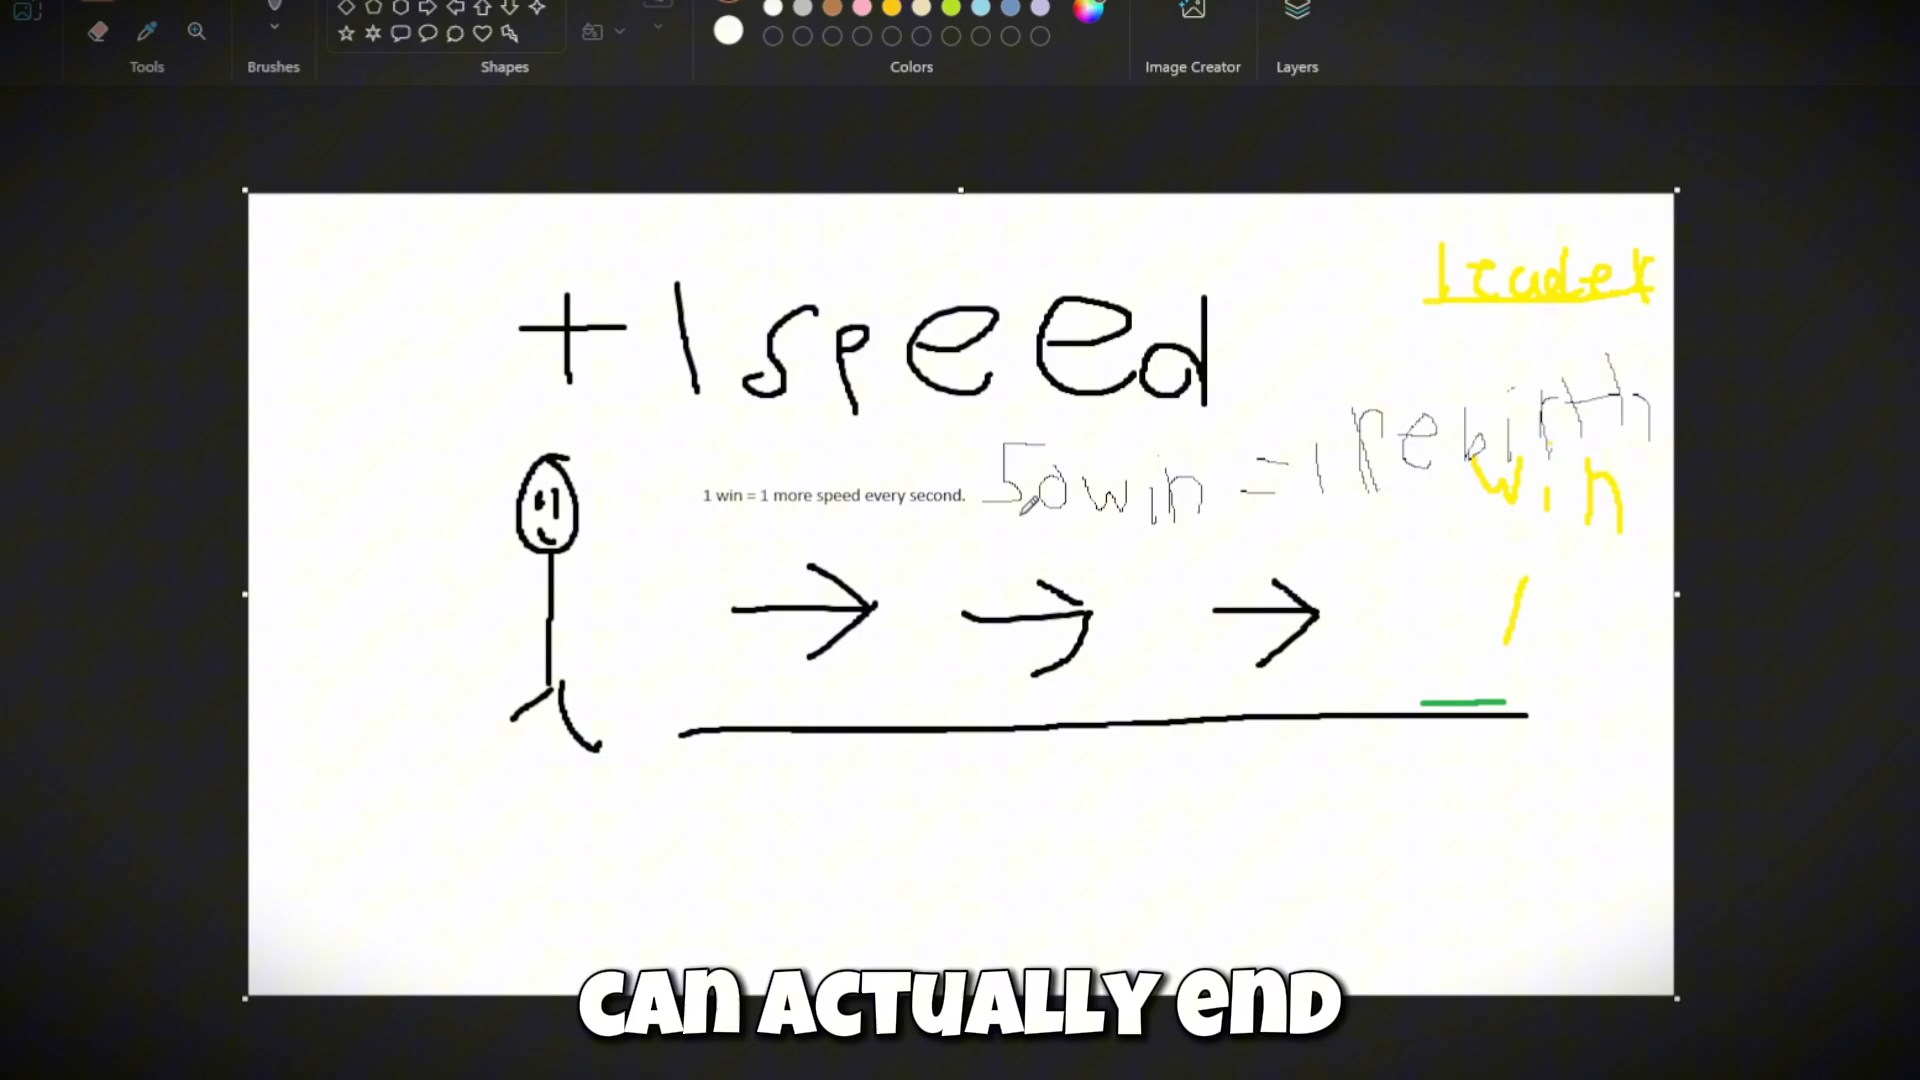 Tools
Brushes
Shapes
Colors
Image Creator
Layers
leader
+1 speed
50 win = 1 Rebirth
1 win = 1 more speed every second.
win
1
CAN ACTUALLY END